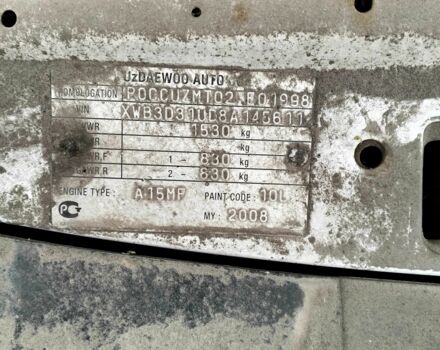 UzDAEWOO AUTO
HOMOLOGATION POCCUZMT02.E01998
VIN XWB3D31UD8A145611
GVWR 1530 kg
kg
GAWR.F 1 - 830 kg
GAWR.R 2 - 830 kg
ENGINE TYPE : A15MF PAINT CODE : 10L
MY : 2008